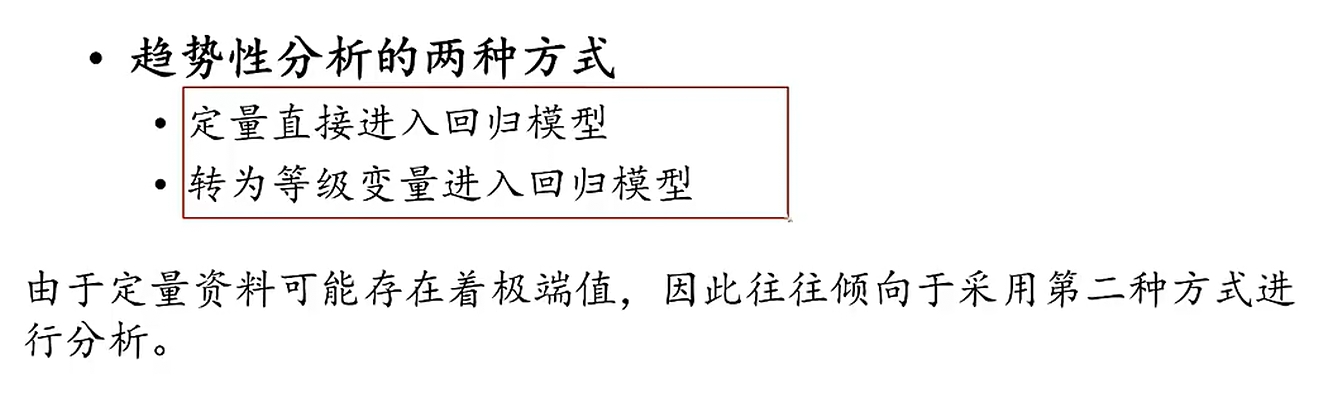 • 趋势性分析的两种方式
• 定量直接进入回归模型
• 转为等级变量进入回归模型
由于定量资料可能存在着极端值，因此往往倾向于采用第二种方式进
行分析。